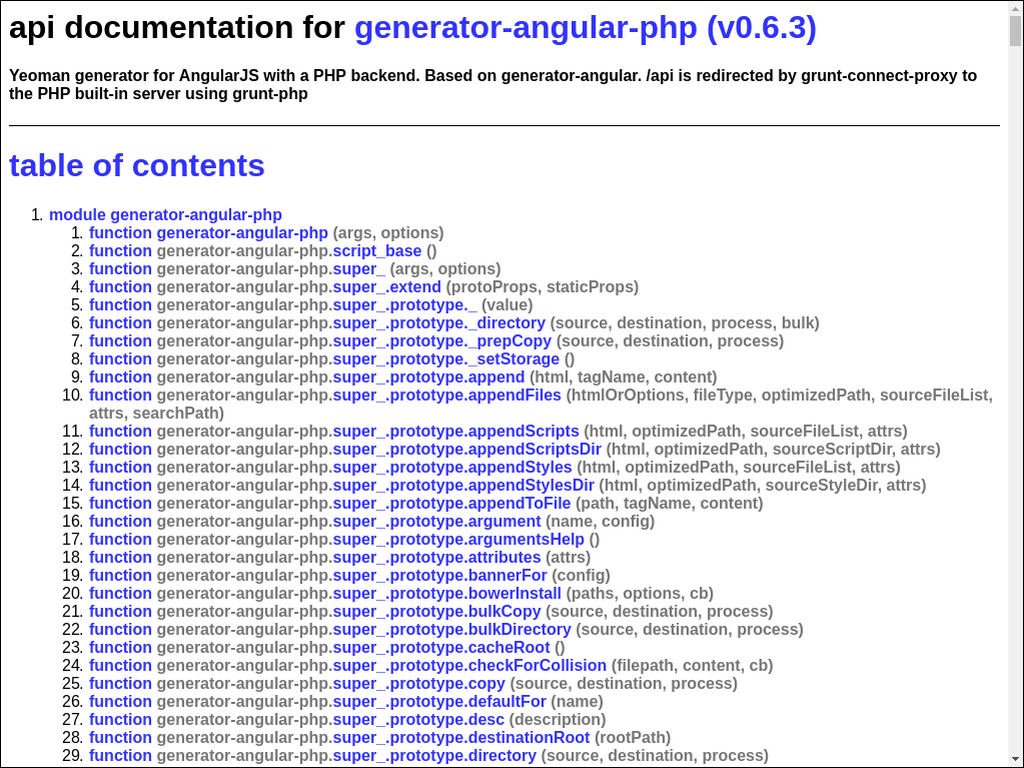 api documentation for generator-angular-php (v0.6.3)
Yeoman generator for AngularJS with a PHP backend. Based on generator-angular. /api is redirected by grunt-connect-proxy to
the PHP built-in server using grunt-php
table of contents
1. module generator-angular-php
1. function generator-angular-php (args, options)
2. function generator-angular-php.script_base ()
3. function generator-angular-php.super_ (args, options)
4. function generator-angular-php.super_.extend (protoProps, staticProps)
5. function generator-angular-php.super_.prototype._ (value)
6. function generator-angular-php.super_.prototype._directory (source, destination, process, bulk)
7. function generator-angular-php.super_.prototype._prepCopy (source, destination, process)
8. function generator-angular-php.super_.prototype._setStorage ()
9. function generator-angular-php.super_.prototype.append (html, tagName, content)
10. function generator-angular-php.super_.prototype.appendFiles (htmlOrOptions, fileType, optimizedPath, sourceFileList,
attrs, searchPath)
11. function generator-angular-php.super_.prototype.appendScripts (html, optimizedPath, sourceFileList, attrs)
12. function generator-angular-php.super_.prototype.appendScriptsDir (html, optimizedPath, sourceScriptDir, attrs)
13. function generator-angular-php.super_.prototype.appendStyles (html, optimizedPath, sourceFileList, attrs)
14. function generator-angular-php.super_.prototype.appendStylesDir (html, optimizedPath, sourceStyleDir, attrs)
15. function generator-angular-php.super_.prototype.appendToFile (path, tagName, content)
16. function generator-angular-php.super_.prototype.argument (name, config)
17. function generator-angular-php.super_.prototype.argumentsHelp ()
18. function generator-angular-php.super_.prototype.attributes (attrs)
19. function generator-angular-php.super_.prototype.bannerFor (config)
20. function generator-angular-php.super_.prototype.bowerInstall (paths, options, cb)
21. function generator-angular-php.super_.prototype.bulkCopy (source, destination, process)
22. function generator-angular-php.super_.prototype.bulkDirectory (source, destination, process)
23. function generator-angular-php.super_.prototype.cacheRoot ()
24. function generator-angular-php.super_.prototype.checkForCollision (filepath, content, cb)
25. function generator-angular-php.super_.prototype.copy (source, destination, process)
26. function generator-angular-php.super_.prototype.defaultFor (name)
27. function generator-angular-php.super_.prototype.desc (description)
28. function generator-angular-php.super_.prototype.destinationRoot (rootPath)
29. function generator-angular-php.super_.prototype.directory (source, destination, process)